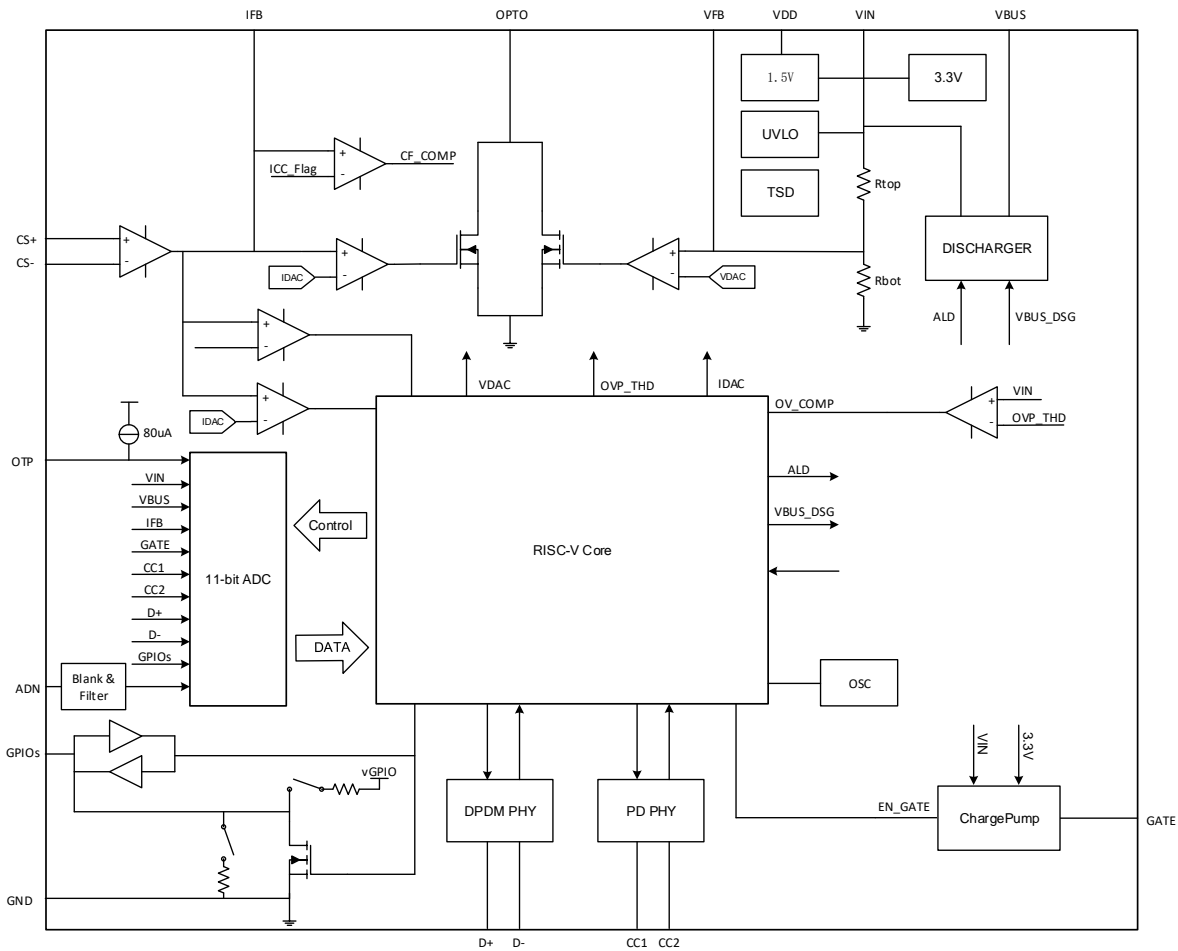 IFB
OPTO
VFB
VDD
VIN
VBUS
1.5V
3.3V
UVLO
TSD
Rtop
Rbot
DISCHARGER
ALD
VBUS_DSG
+
-
ICC_Flag
CF_COMP
CS+
CS-
+
-
+
-
IDAC
+
-
VDAC
+
-
+
-
IDAC
VDAC
OVP_THD
IDAC
OV_COMP
+
-
VIN
OVP_THD
80uA
OTP
VIN
VBUS
IFB
GATE
CC1
CC2
D+
D-
GPIOs
ADN
Blank &
Filter
11-bit ADC
Control
DATA
RISC-V Core
ALD
VBUS_DSG
OSC
GPIOs
vGPIO
GND
DPDM PHY
PD PHY
VIN
3.3V
EN_GATE
ChargePump
GATE
D+
D-
CC1
CC2